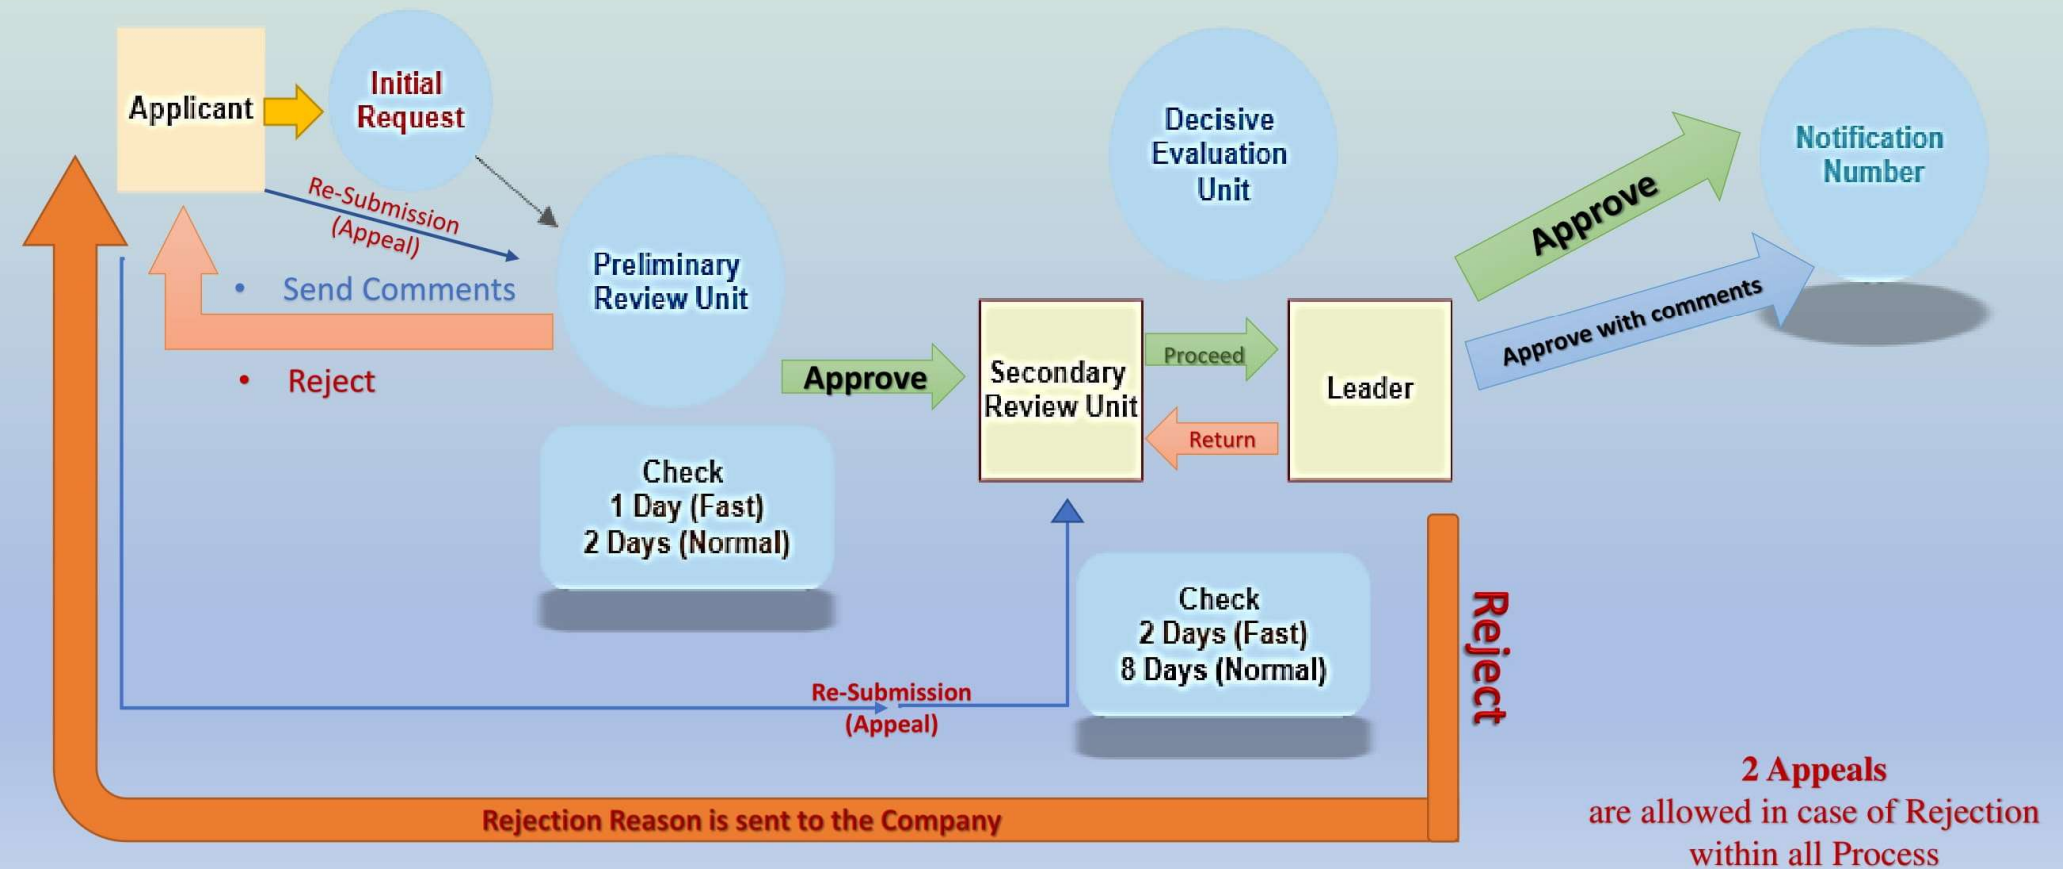 Applicant
Initial
Request
Re-Submission
(Appeal)
• Send Comments
• Reject
Preliminary
Review Unit
Check
1 Day (Fast)
2 Days (Normal)
Approve
Decisive
Evaluation
Unit
Secondary
Review Unit
Proceed
Return
Leader
Check
2 Days (Fast)
8 Days (Normal)
Approve
Approve with comments
Notification
Number
Reject
Re-Submission
(Appeal)
Rejection Reason is sent to the Company
2 Appeals
are allowed in case of Rejection
within all Process